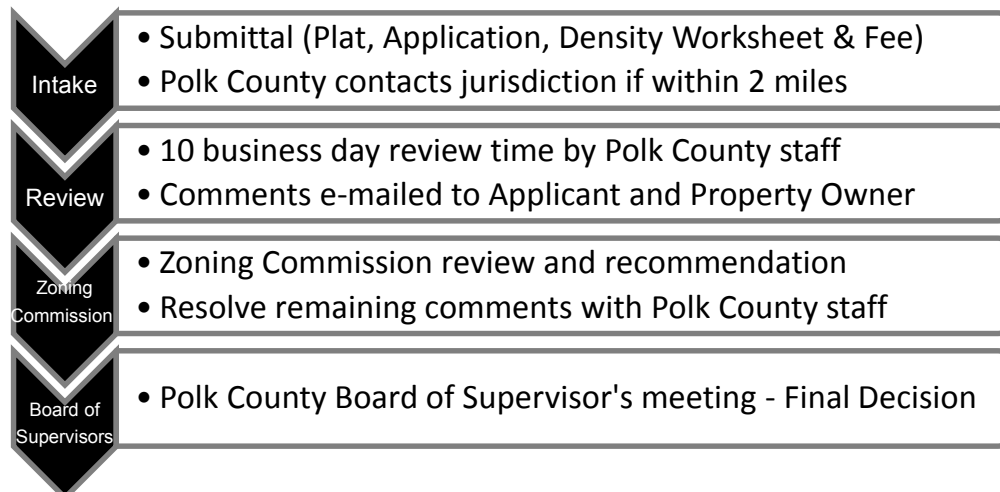 Intake
• Submittal (Plat, Application, Density Worksheet & Fee)
• Polk County contacts jurisdiction if within 2 miles
Review
• 10 business day review time by Polk County staff
• Comments e-mailed to Applicant and Property Owner
Zoning
Commission
• Zoning Commission review and recommendation
• Resolve remaining comments with Polk County staff
Board of
Supervisors
• Polk County Board of Supervisor's meeting - Final Decision